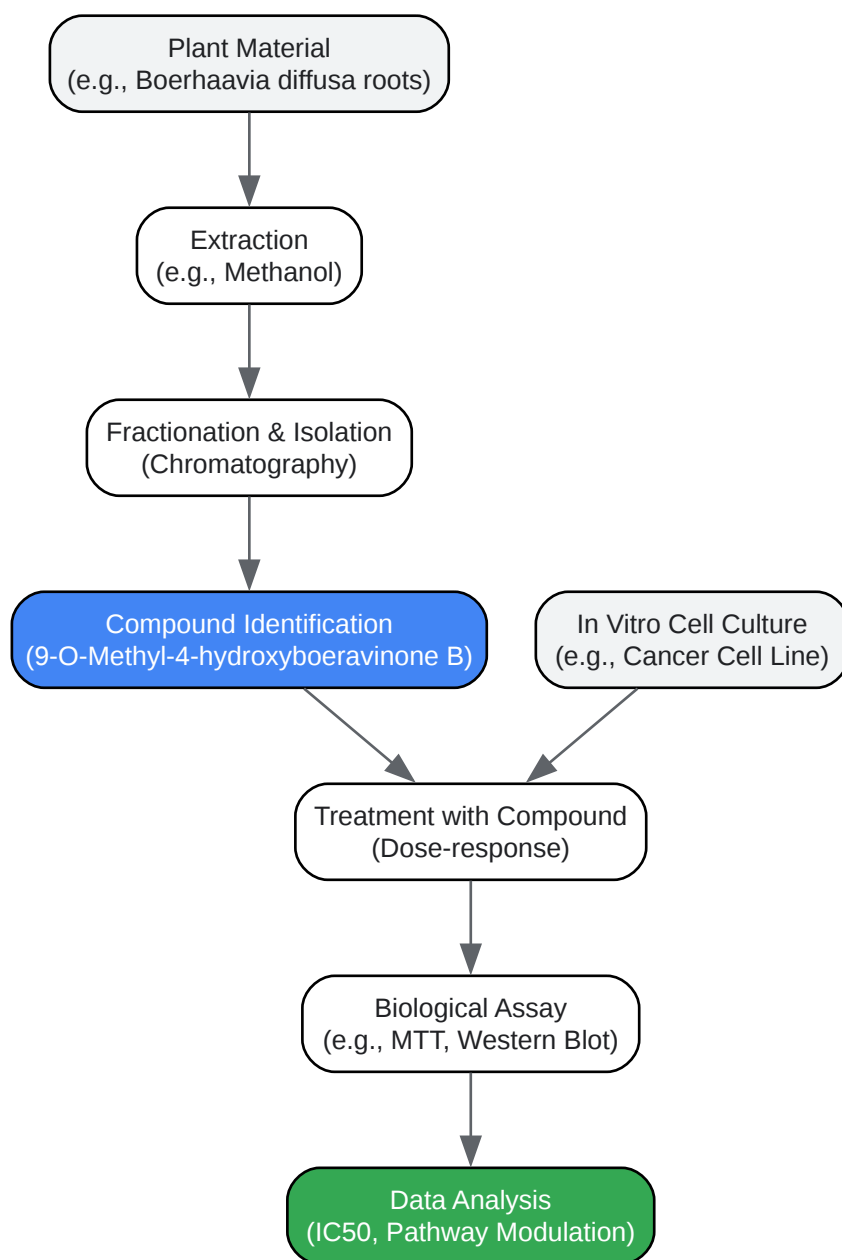 Plant Material
(e.g., Boerhaavia diffusa roots)
Extraction
(e.g., Methanol)
Fractionation & Isolation
(Chromatography)
Compound Identification
(9-O-Methyl-4-hydroxyboeravinone B)
In Vitro Cell Culture
(e.g., Cancer Cell Line)
Treatment with Compound
(Dose-response)
Biological Assay
(e.g., MTT, Western Blot)
Data Analysis
(IC50, Pathway Modulation)